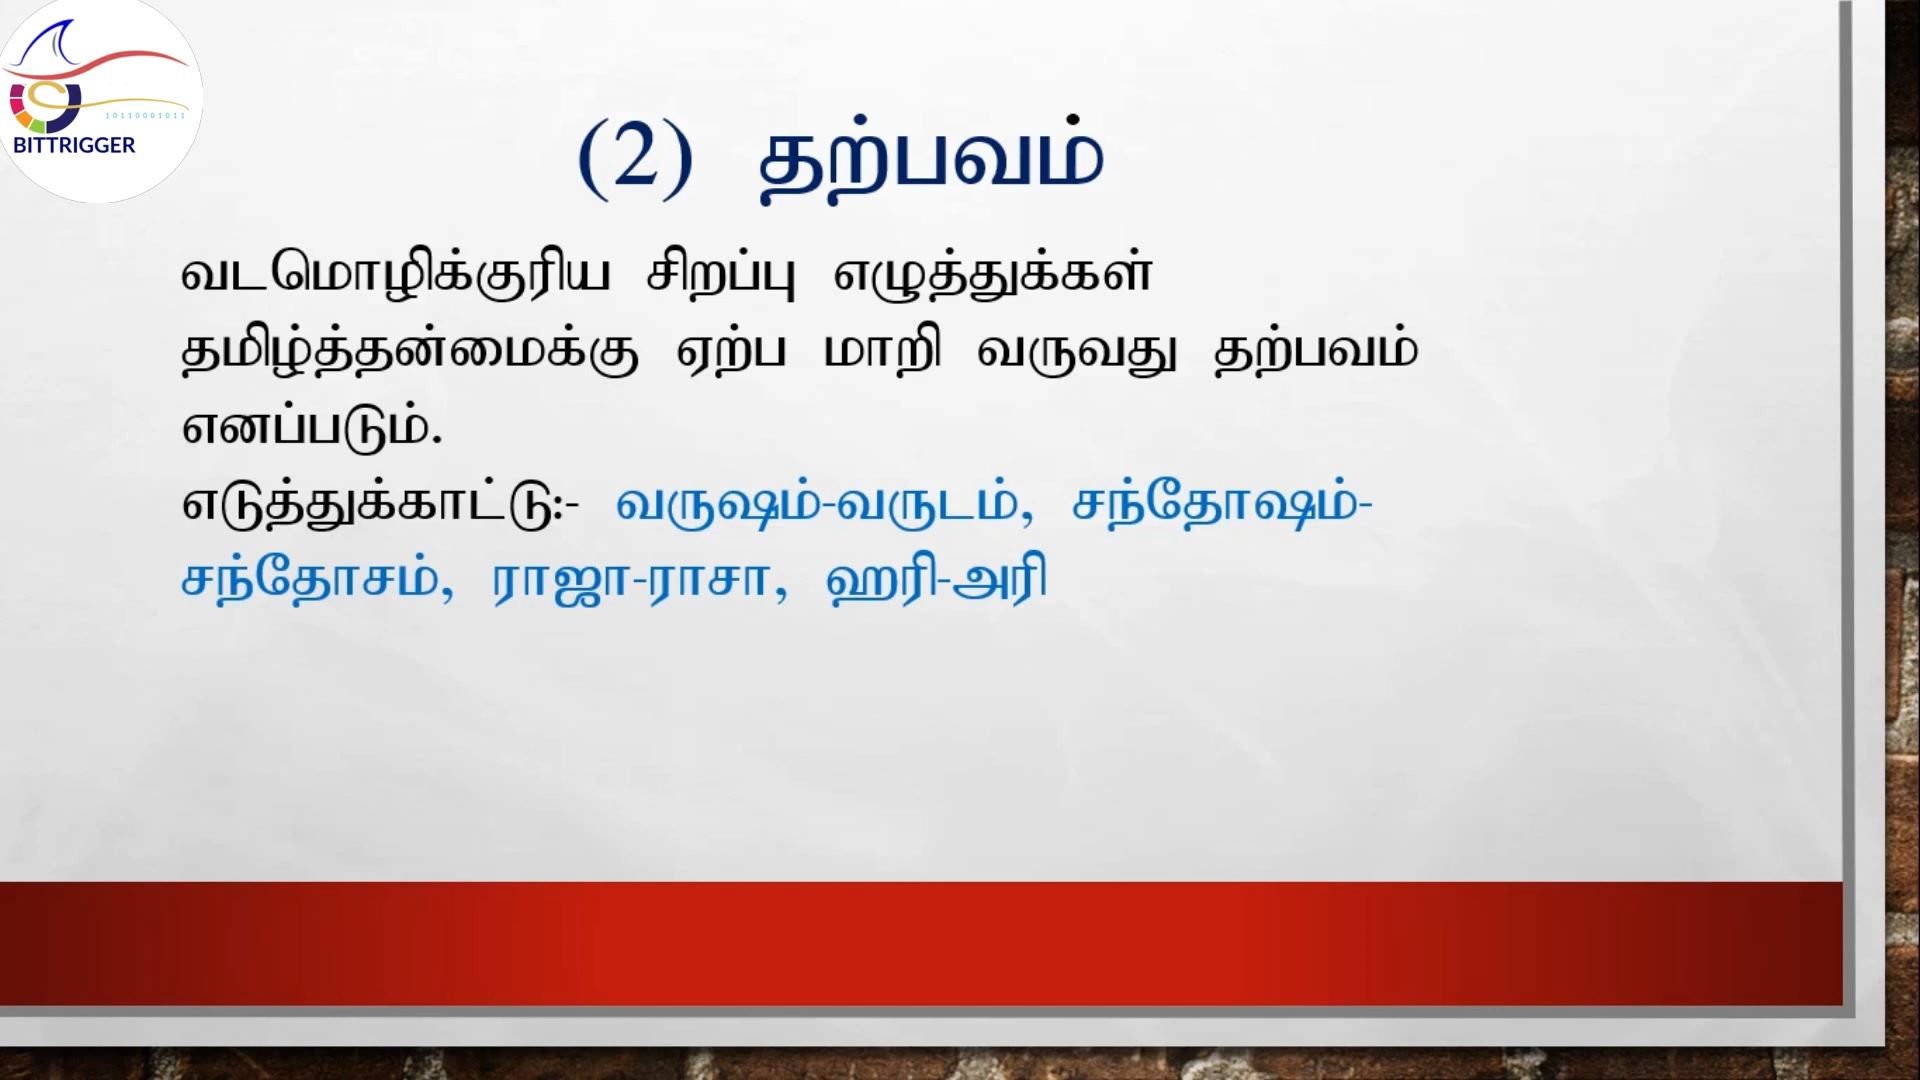 10110001011
BITTRIGGER
(2) தற்பவம்
வடமொழிக்குரிய சிறப்பு எழுத்துக்கள்
தமிழ்த்தன்மைக்கு ஏற்ப மாறி வருவது தற்பவம்
எனப்படும்.
எடுத்துக்காட்டு:- வருஷம்-வருடம், சந்தோஷம்-
சந்தோசம், ராஜா-ராசா, ஹரி-அரி